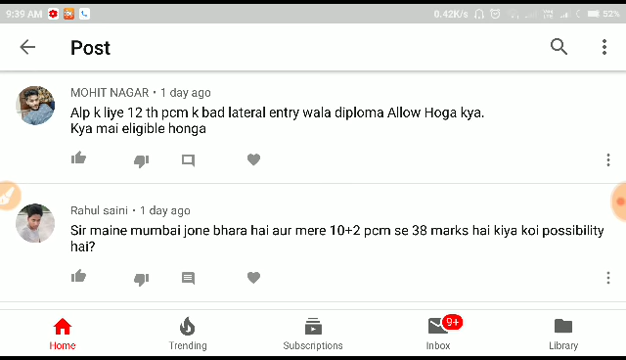 9:39 AM 0.42K/s 52%
Post
MOHIT NAGAR • 1 day ago
Alp k liye 12 th pcm k bad lateral entry wala diploma Allow Hoga kya.
Kya mai eligible honga
Rahul saini • 1 day ago
Sir maine mumbai jone bhara hai aur mere 10+2 pcm se 38 marks hai kiya koi possibility
hai?
9+
Home Trending Subscriptions Inbox Library